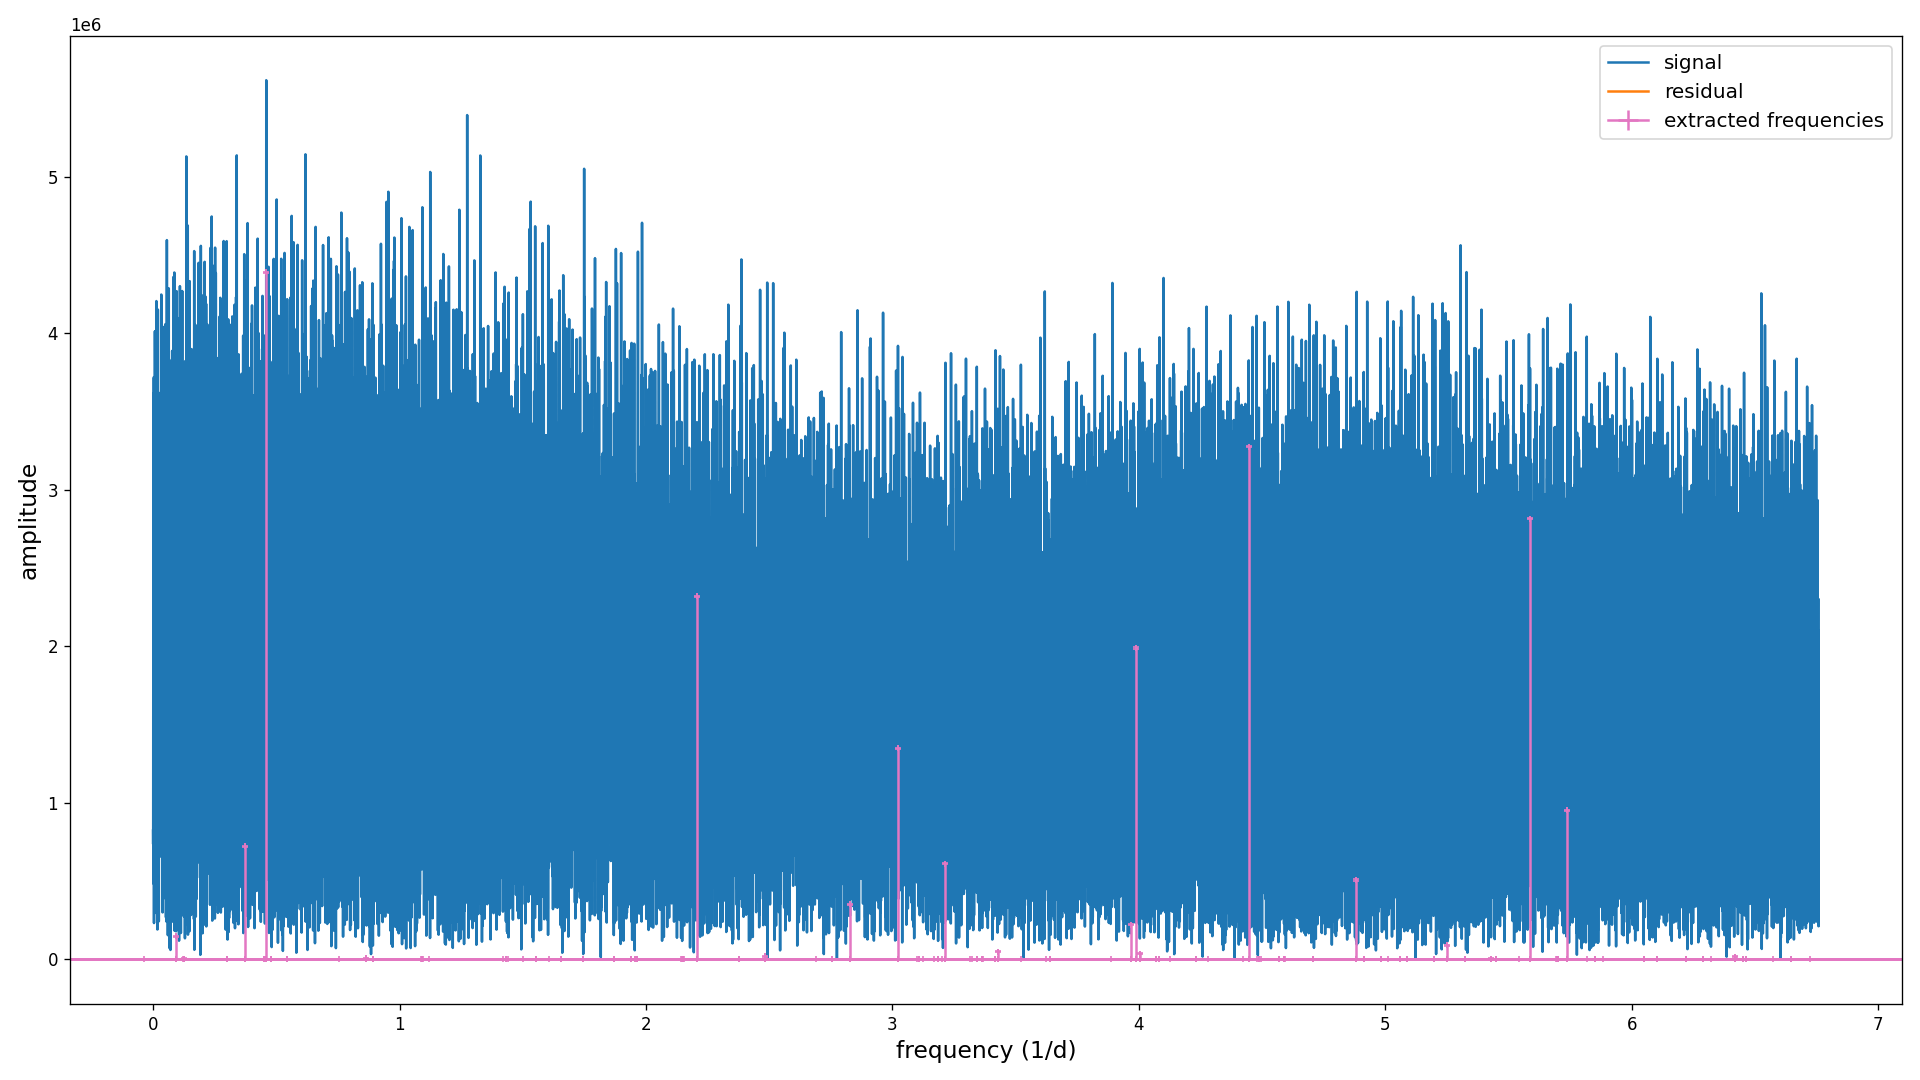 1e6
signal
residual
extracted frequencies
5
4
3
2
1
0
amplitude
0 1 2 3 4 5 6 7
frequency (1/d)